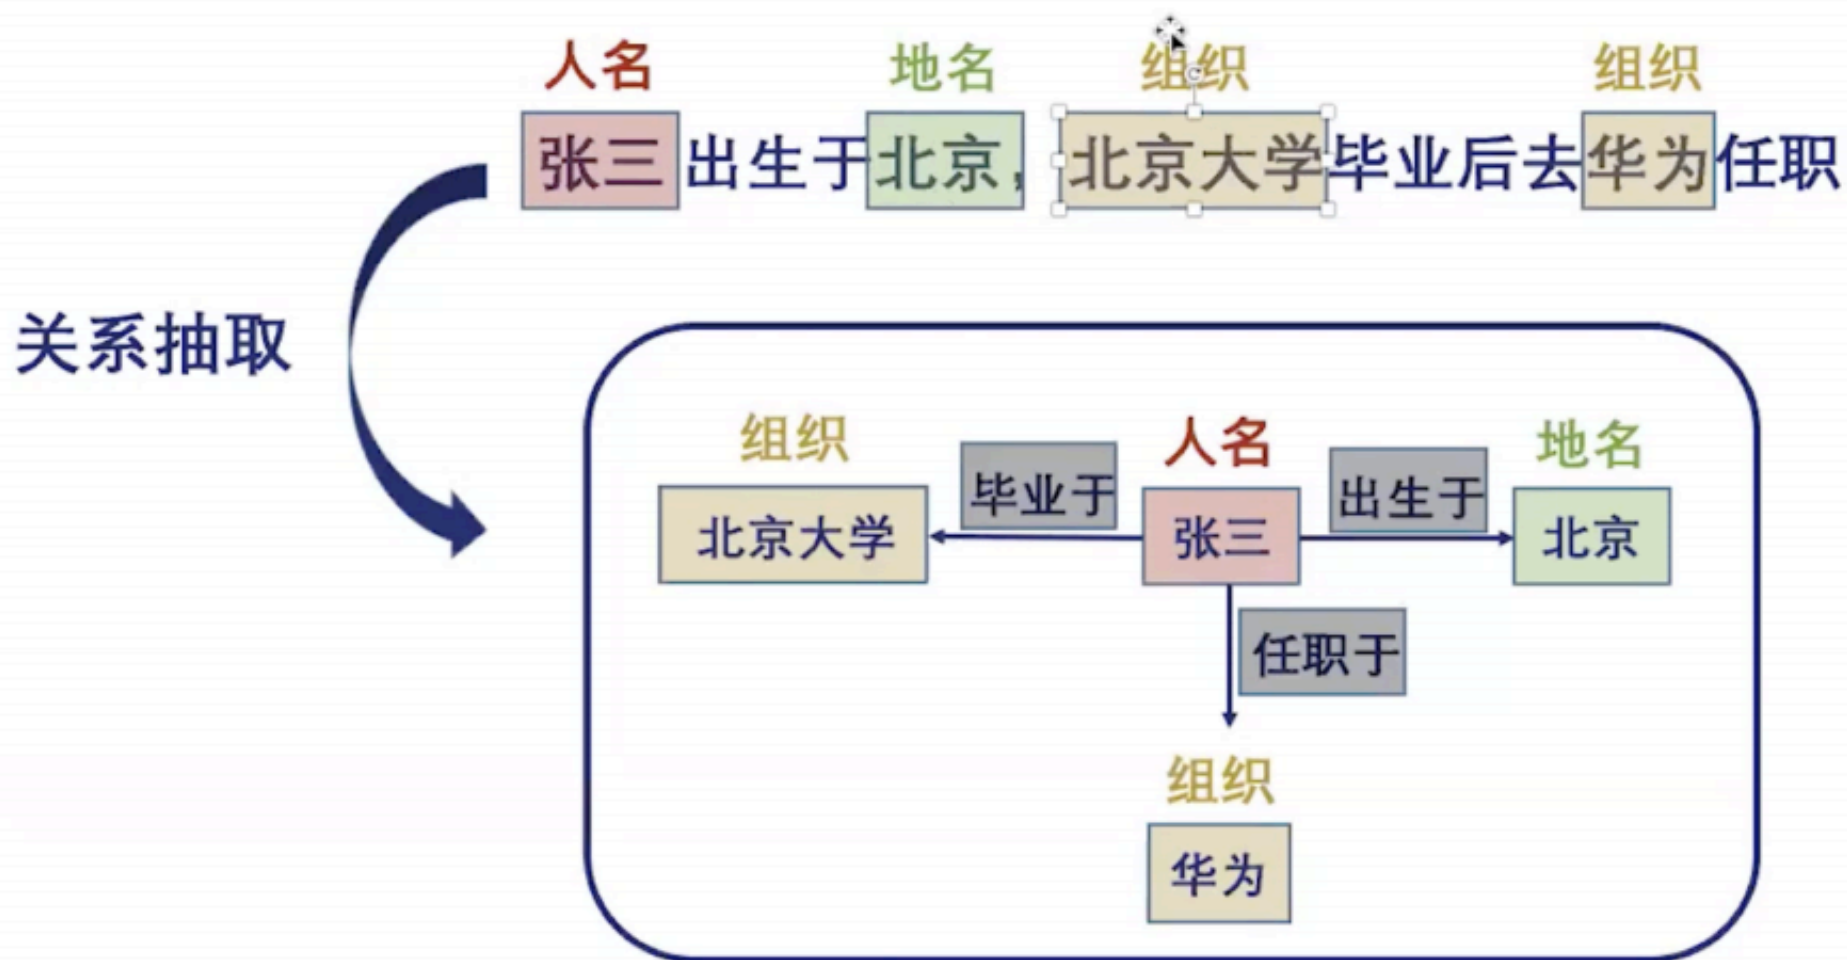 人名 地名 组织 组织
张三出生于北京，北京大学毕业后去华为任职
关系抽取
组织 毕业于 人名 出生于 地名
北京大学 张三 北京
任职于
组织
华为